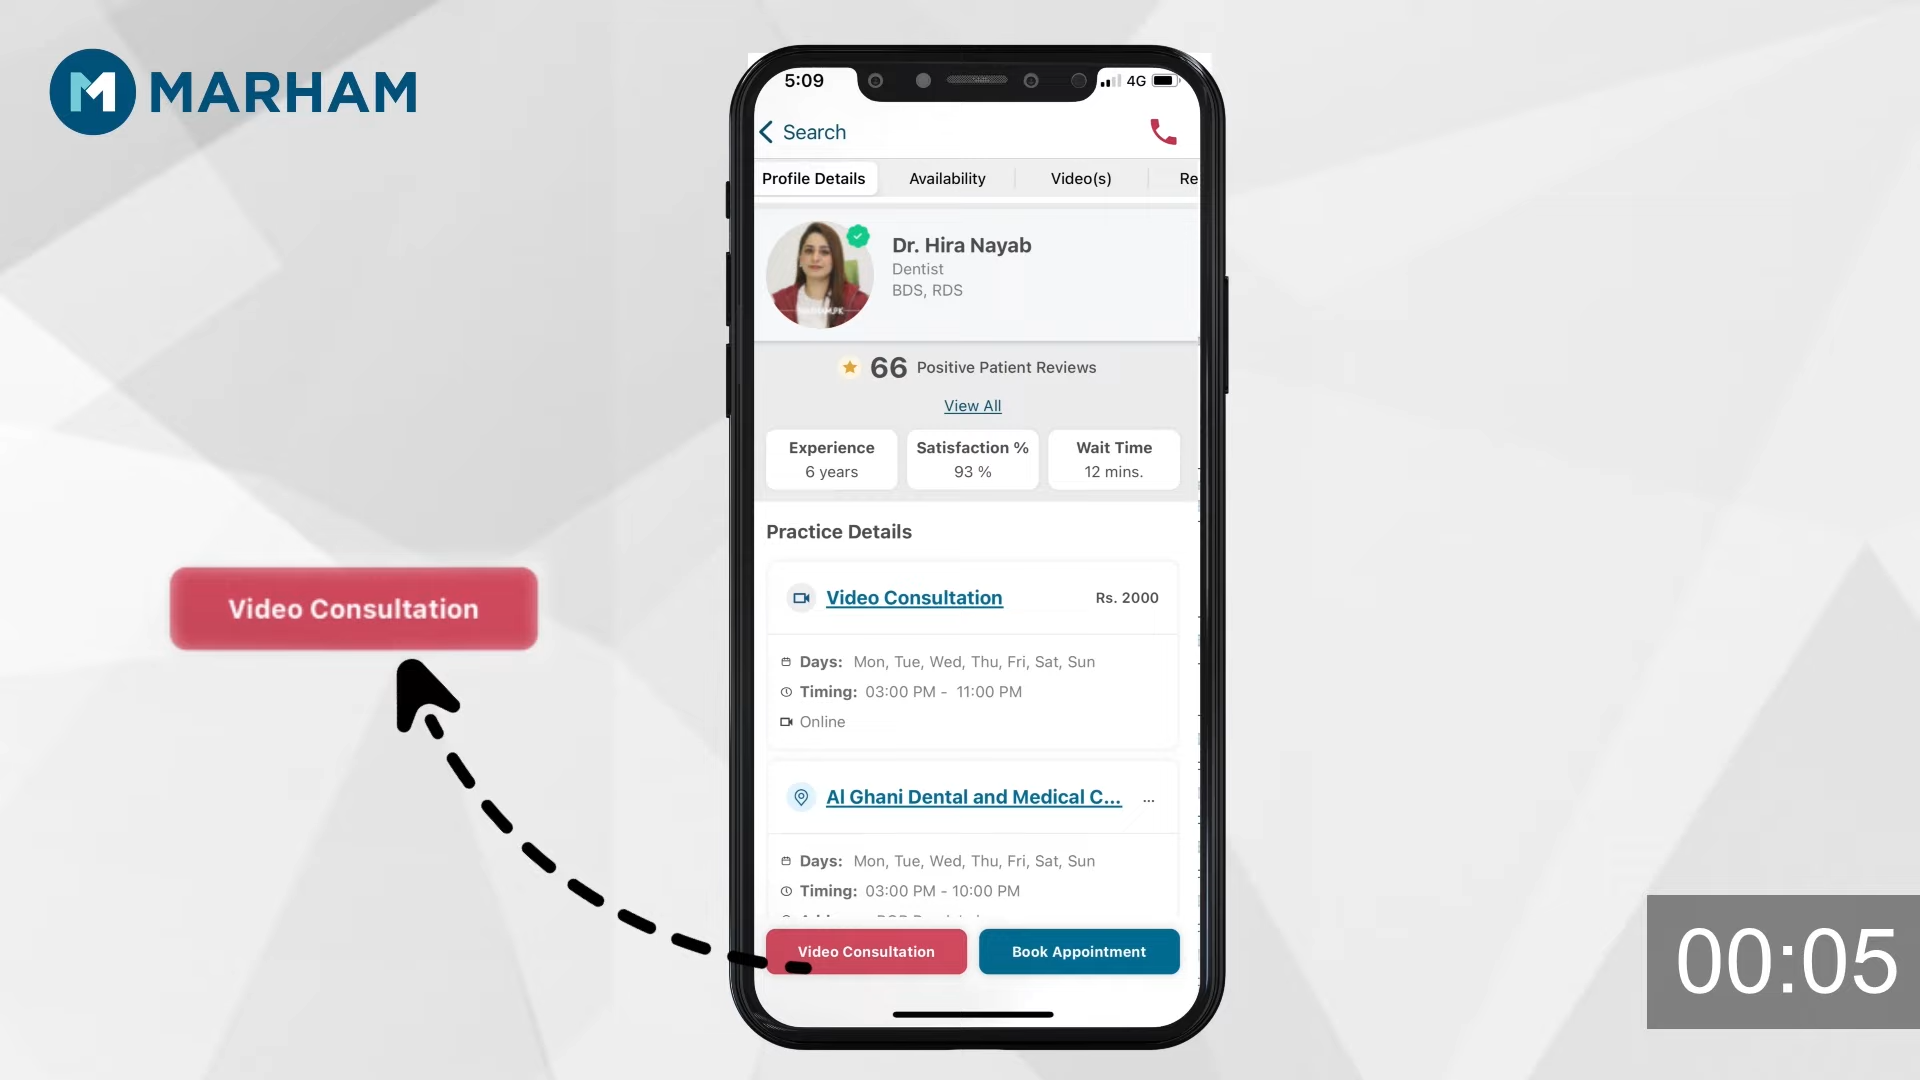 MARHAM
5:09
4G
Search
Profile Details
Availability
Video(s)
Re
Dr. Hira Nayab
Dentist
BDS, RDS
66 Positive Patient Reviews
View All
Experience
6 years
Satisfaction %
93 %
Wait Time
12 mins.
Practice Details
Video Consultation
Rs. 2000
Days: Mon, Tue, Wed, Thu, Fri, Sat, Sun
Timing: 03:00 PM - 11:00 PM
Online
Al Ghani Dental and Medical C...
...
Days: Mon, Tue, Wed, Thu, Fri, Sat, Sun
Timing: 03:00 PM - 10:00 PM
Video Consultation
Book Appointment
Video Consultation
00:05